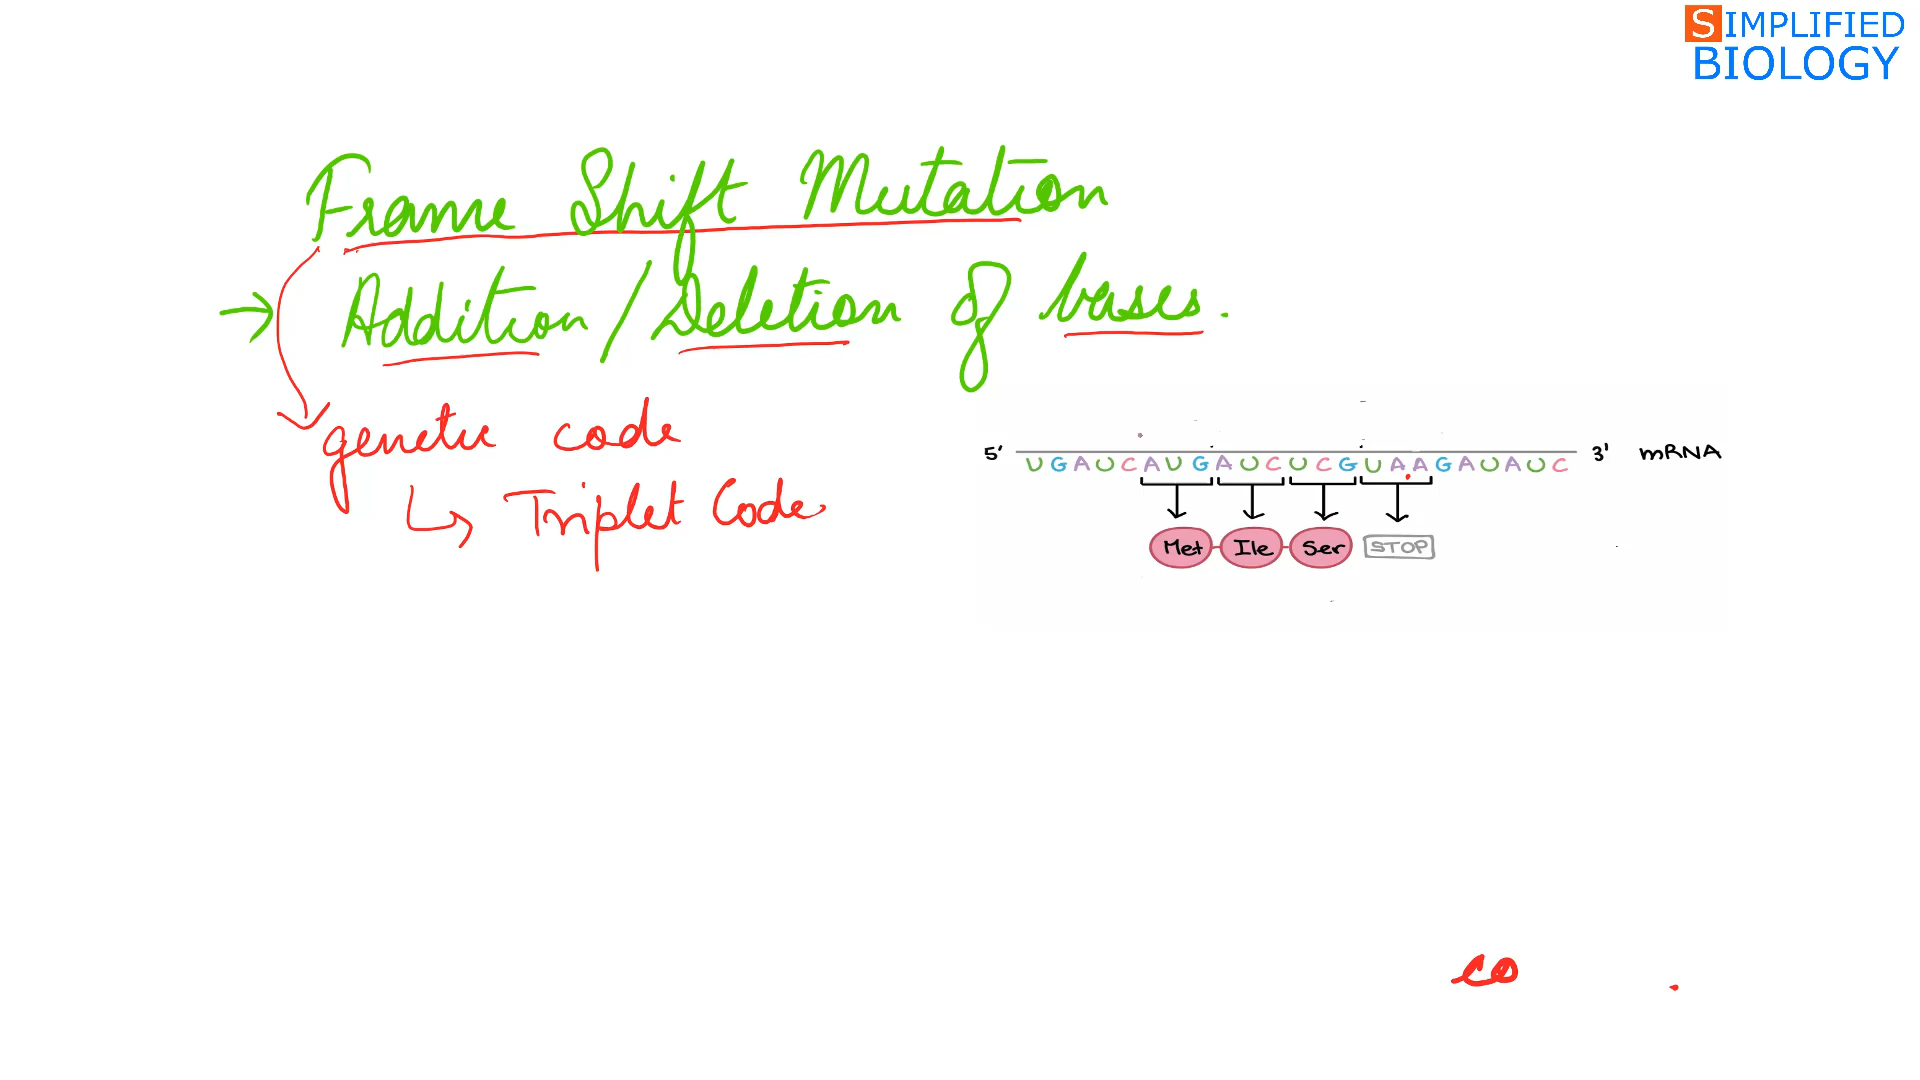 SIMPLIFIED
BIOLOGY
Frame Shift Mutation
→ Addition / Deletion of bases.
genetic code
↳ Triplet Code
5' UGAUCAUGAUCUCGUAAGAUAUC 3' mRNA
Met Ile Ser STOP
co